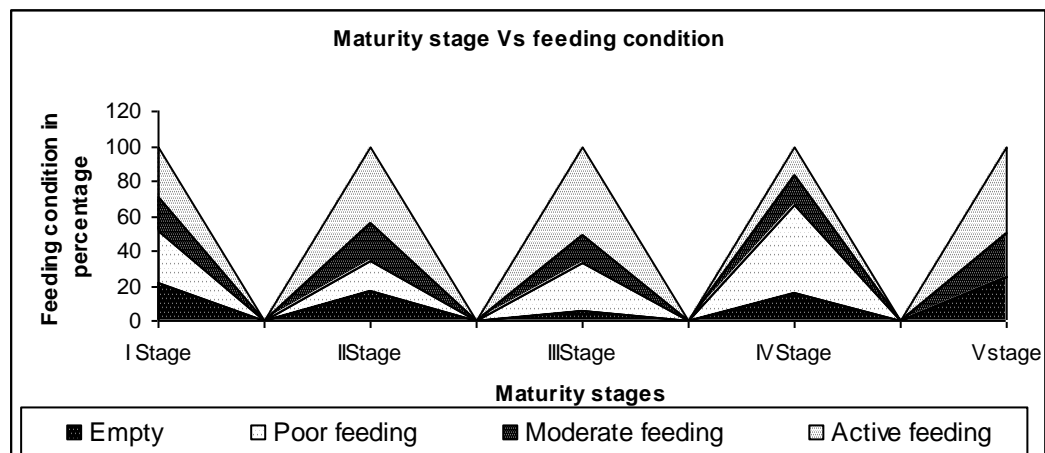 Maturity stage Vs feeding condition
Feeding condition in
percentage
120
100
80
60
40
20
0
I Stage IIStage IIIStage IVStage Vstage
Maturity stages
Empty Poor feeding Moderate feeding Active feeding